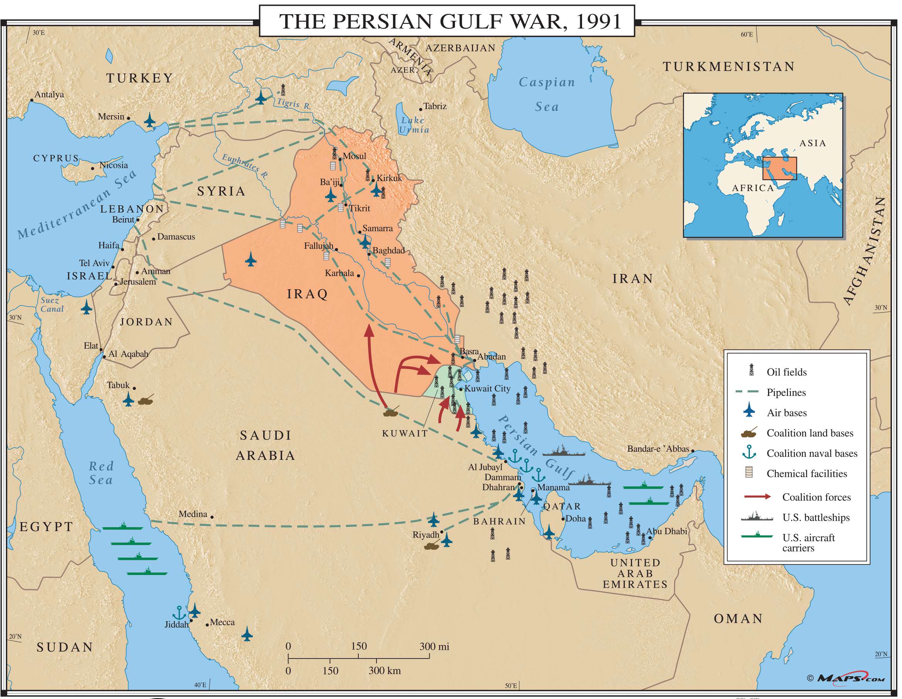 THE PERSIAN GULF WAR, 1991
30˚E
60˚E
ARMENIA
AZERBAIJAN
AZER.
TURKEY
TURKMENISTAN
Caspian
Sea
Antalya
Mersin
Tigris R.
Tabriz
Lake
Urmia
ASIA
AFRICA
CYPRUS
Nicosia
Euphrates R.
Mosul
Kirkuk
Ba'iji
Tikrit
SYRIA
Mediterranean Sea
LEBANON
Beirut
Damascus
Samarra
Baghdad
Fallujah
Haifa
Tel Aviv
ISRAEL
Amman
Jerusalem
Karbala
IRAQ
IRAN
AFGHANISTAN
Suez
Canal
30˚N
30˚N
JORDAN
Elat
Al Aqabah
Basra
Abadan
Tabuk
Kuwait City
KUWAIT
SAUDI
ARABIA
Persian Gulf
Al Jubayl
Dammam
Dhahran
Manama
Bandar-e 'Abbas
Red
Sea
QATAR
Doha
BAHRAIN
Abu Dhabi
Medina
EGYPT
Riyadh
UNITED
ARAB
EMIRATES
OMAN
Jiddah
Mecca
20˚N
20˚N
SUDAN
Oil fields
Pipelines
Air bases
Coalition land bases
Coalition naval bases
Chemical facilities
Coalition forces
U.S. battleships
U.S. aircraft
carriers
0 150 300 mi
0 150 300 km
40˚E
50˚E
© MAPS.COM